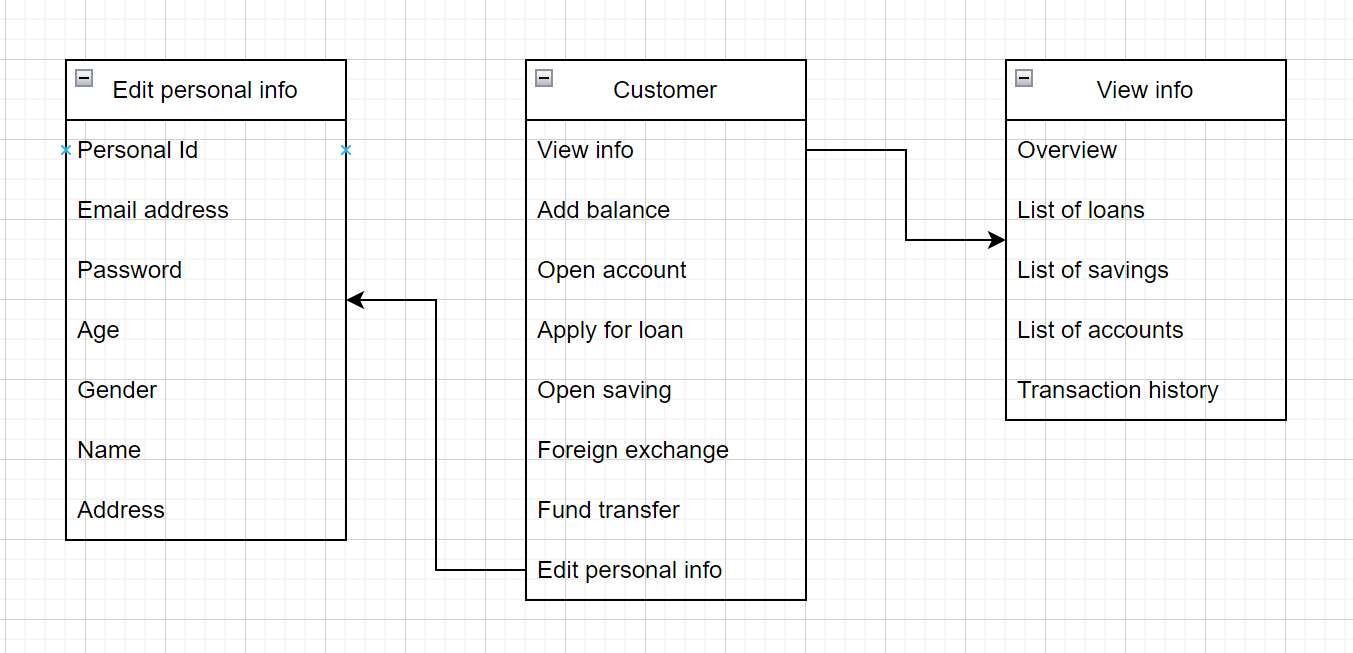 Edit personal info
Personal Id
Email address
Password
Age
Gender
Name
Address
Customer
View info
Add balance
Open account
Apply for loan
Open saving
Foreign exchange
Fund transfer
Edit personal info
View info
Overview
List of loans
List of savings
List of accounts
Transaction history